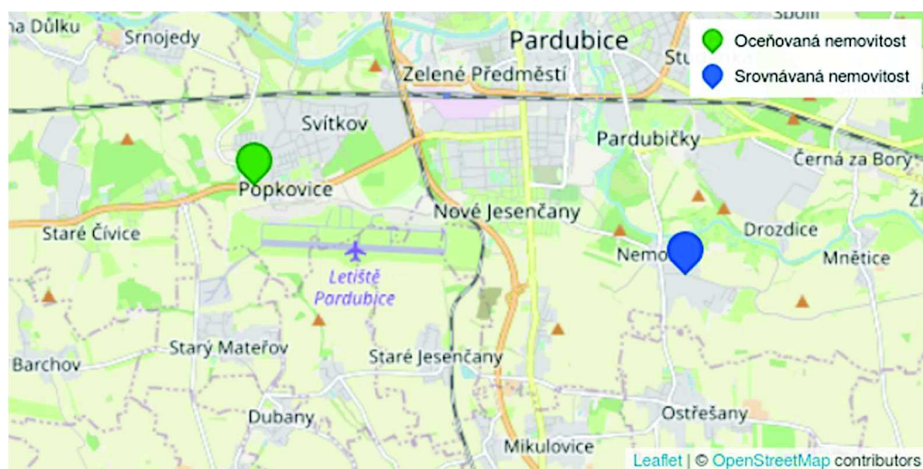 na Důlku
Srnojedy
Pardubice
Zelené Předměstí
Oceňovaná nemovitost
Srovnávaná nemovitost
Svítkov
Pardubičky
Černá za Bory
Popkovice
Nové Jesenčany
Staré Čívice
Drozdice
Letiště
Pardubice
Mnětice
Starý Mateřov
Staré Jesenčany
Barchov
Dubany
Ostřešany
Mikulovice
Leaflet | © OpenStreetMap contributors